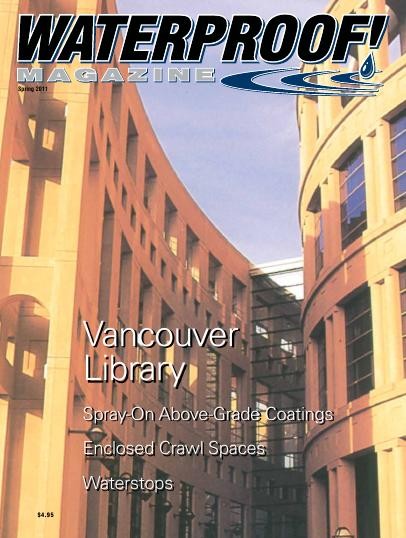 WATERPROOF!
MAGAZINE
Spring 2011
Vancouver
Library
Spray-On Above-Grade Coatings
Enclosed Crawl Spaces
Waterstops
$4.95